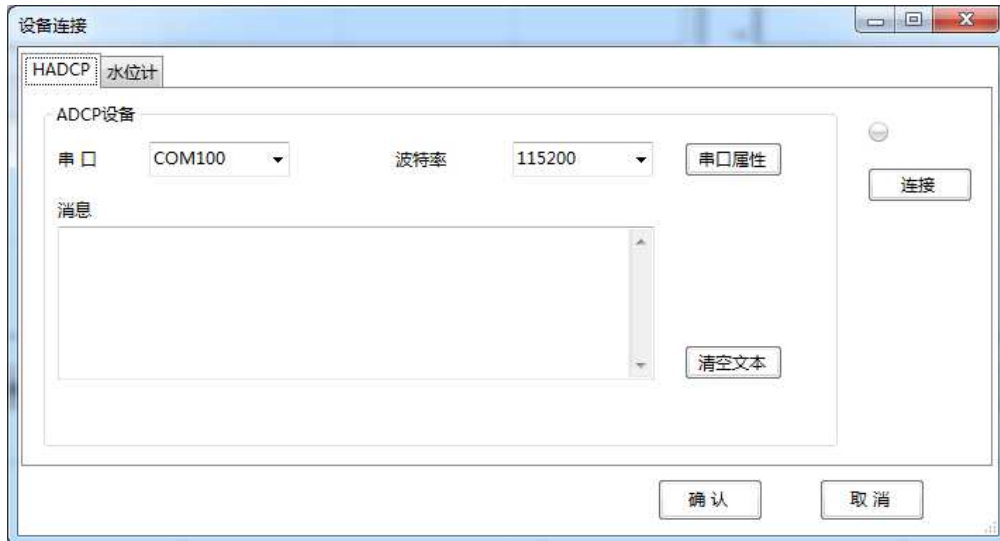 设备连接
HADCP 水位计
ADCP设备
串口 COM100 波特率 115200 串口属性
连接
消息
清空文本
确认 取消